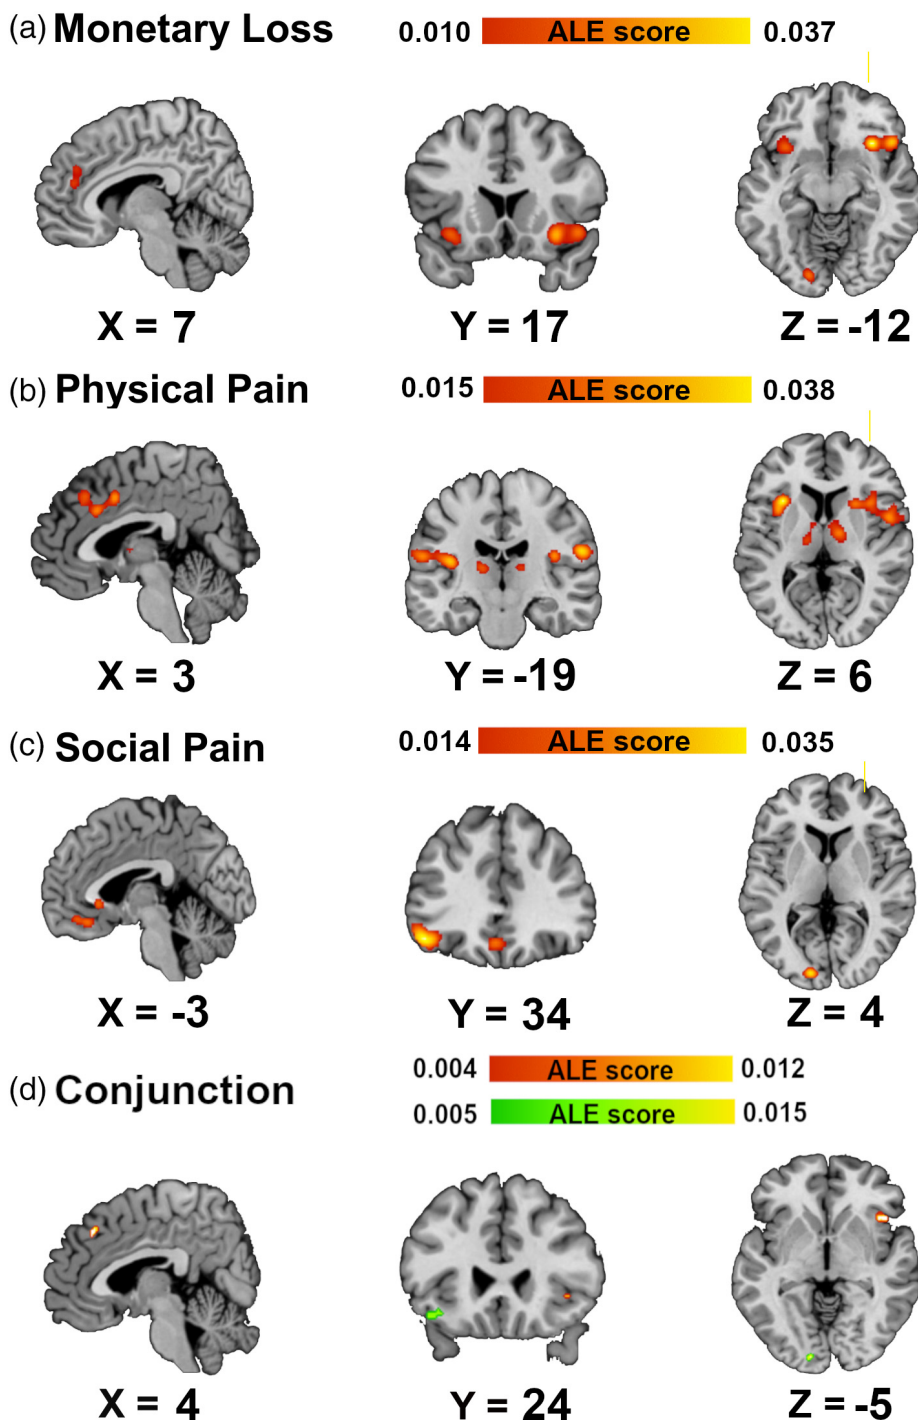 (a) Monetary Loss 0.010 ALE score 0.037
X = 7 Y = 17 Z = -12
(b) Physical Pain 0.015 ALE score 0.038
X = 3 Y = -19 Z = 6
(c) Social Pain 0.014 ALE score 0.035
X = -3 Y = 34 Z = 4
(d) Conjunction 0.004 ALE score 0.012
0.005 ALE score 0.015
X = 4 Y = 24 Z = -5